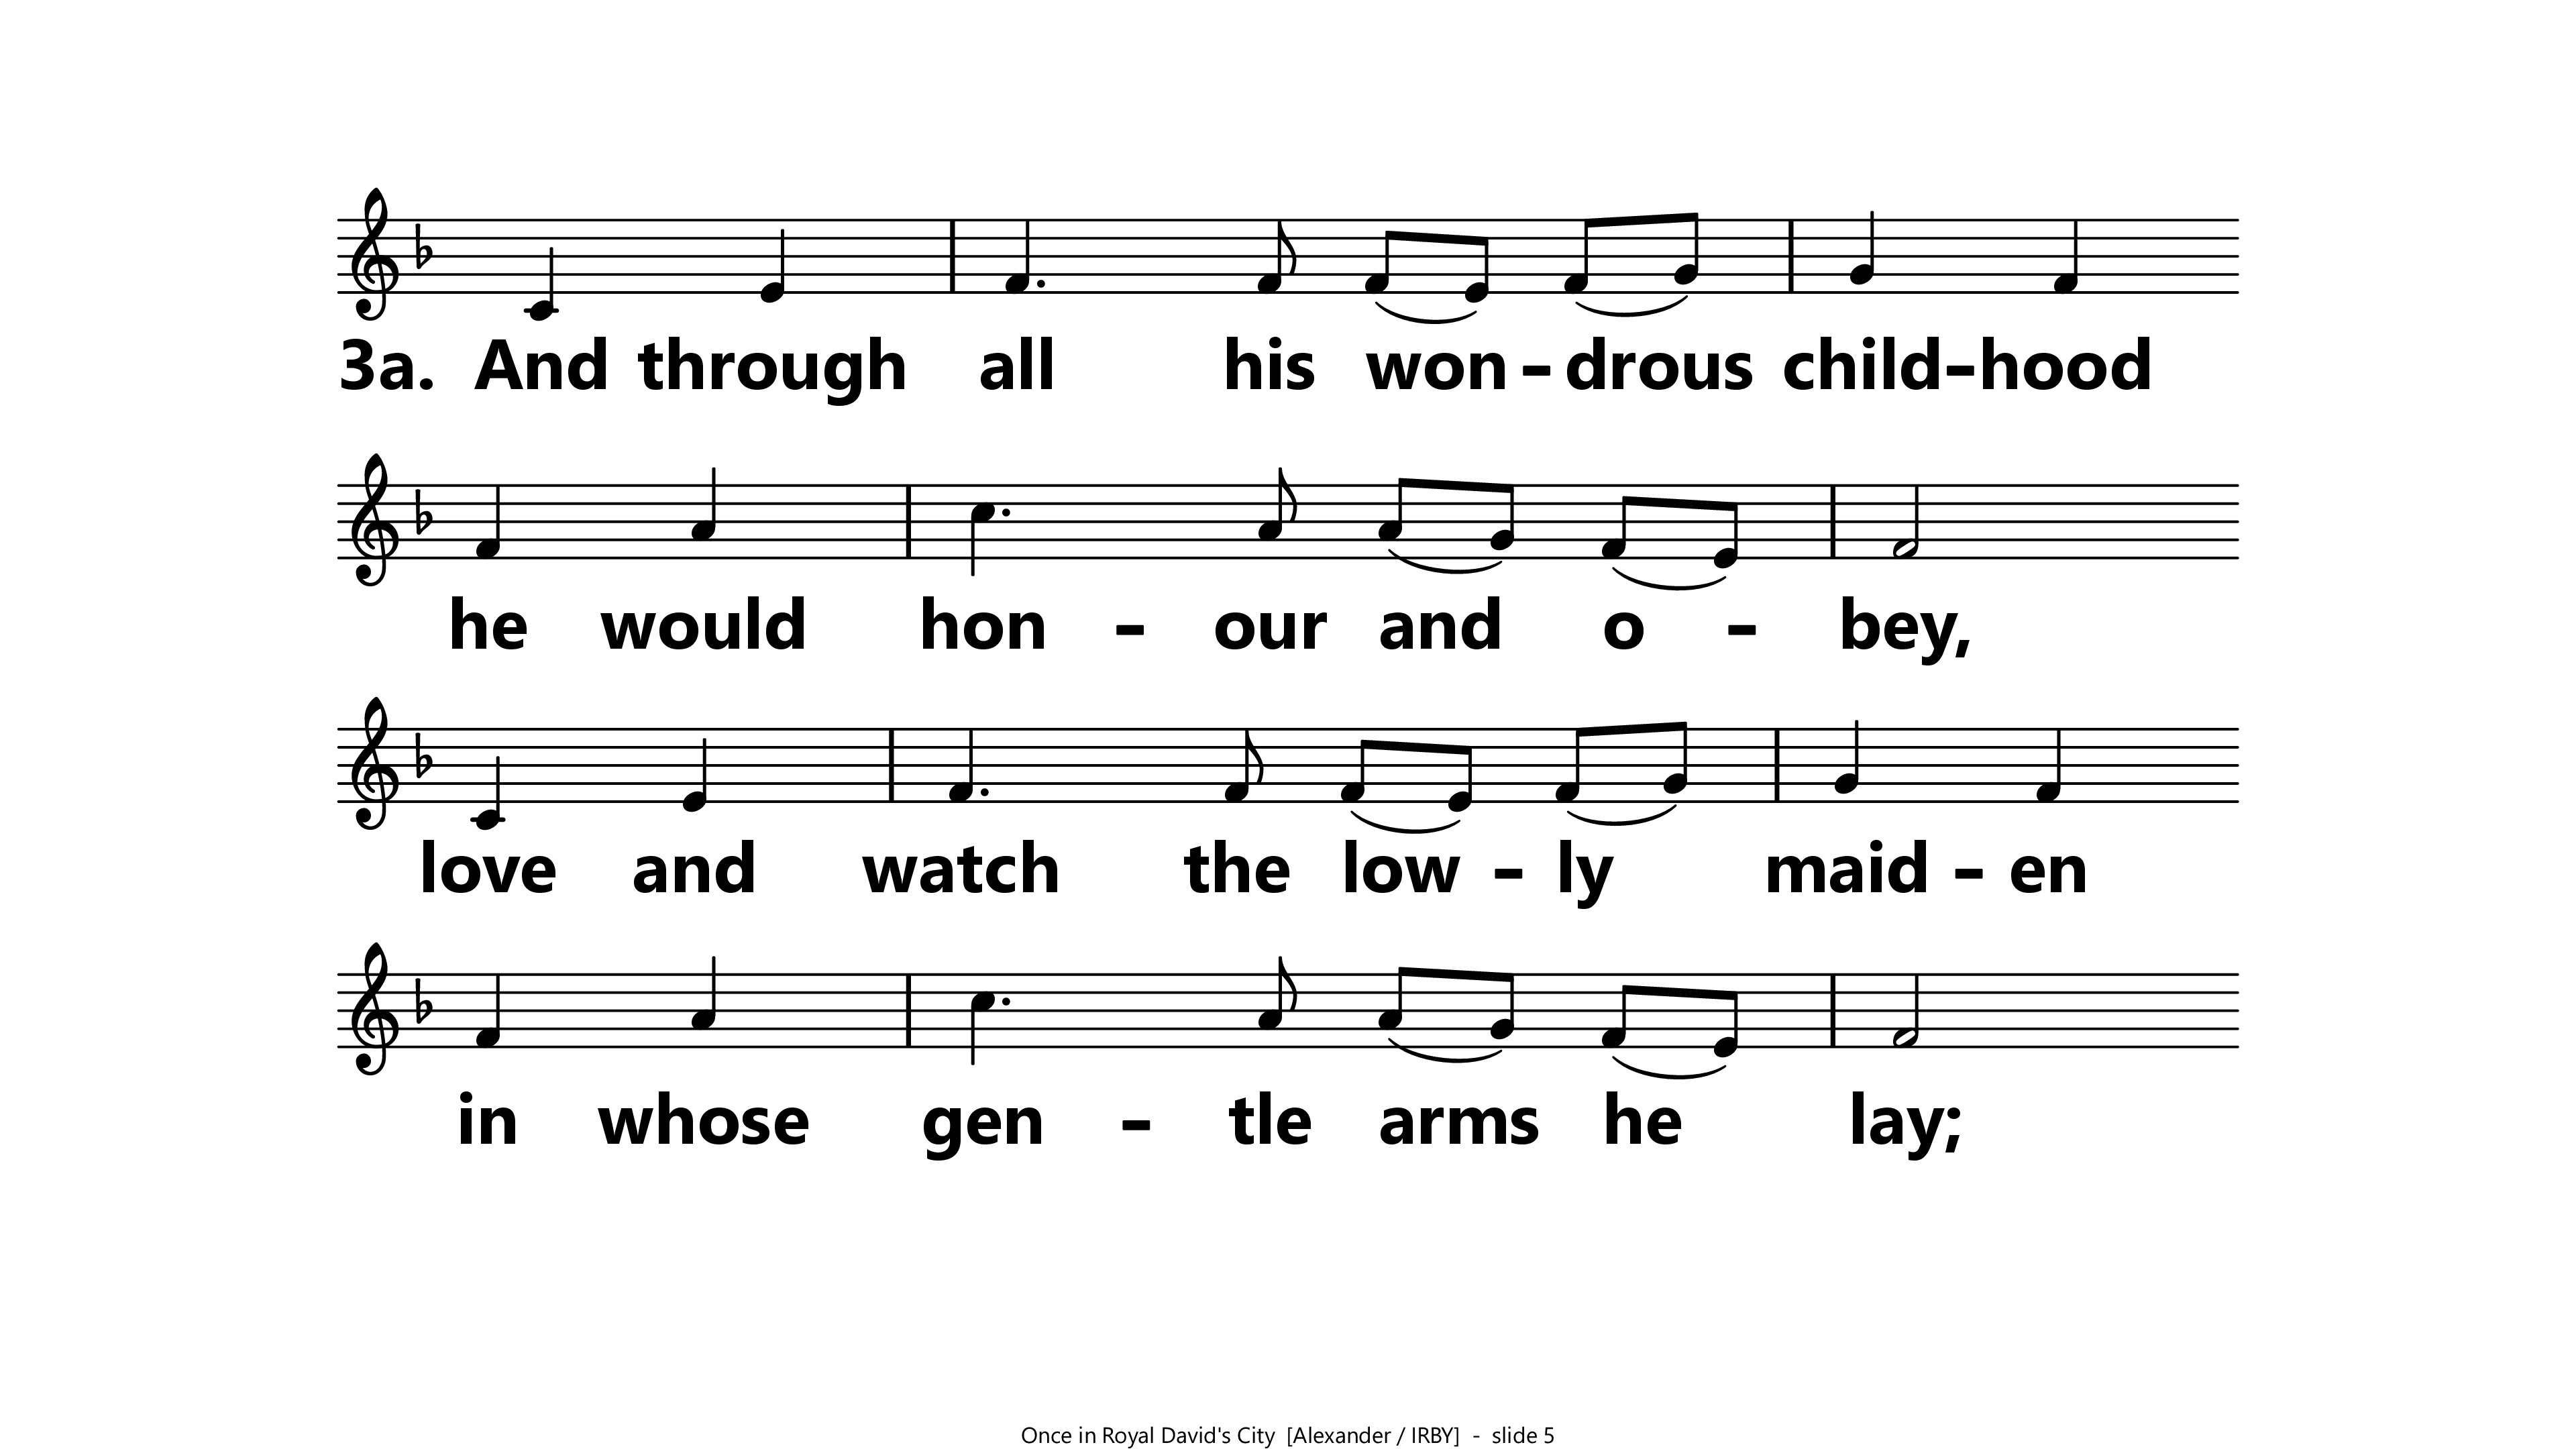 3a. And through all his won-drous child-hood
he would hon - our and o - bey,
love and watch the low - ly maid - en
in whose gen - tle arms he lay;
Once in Royal David's City [Alexander / IRBY] - slide 5